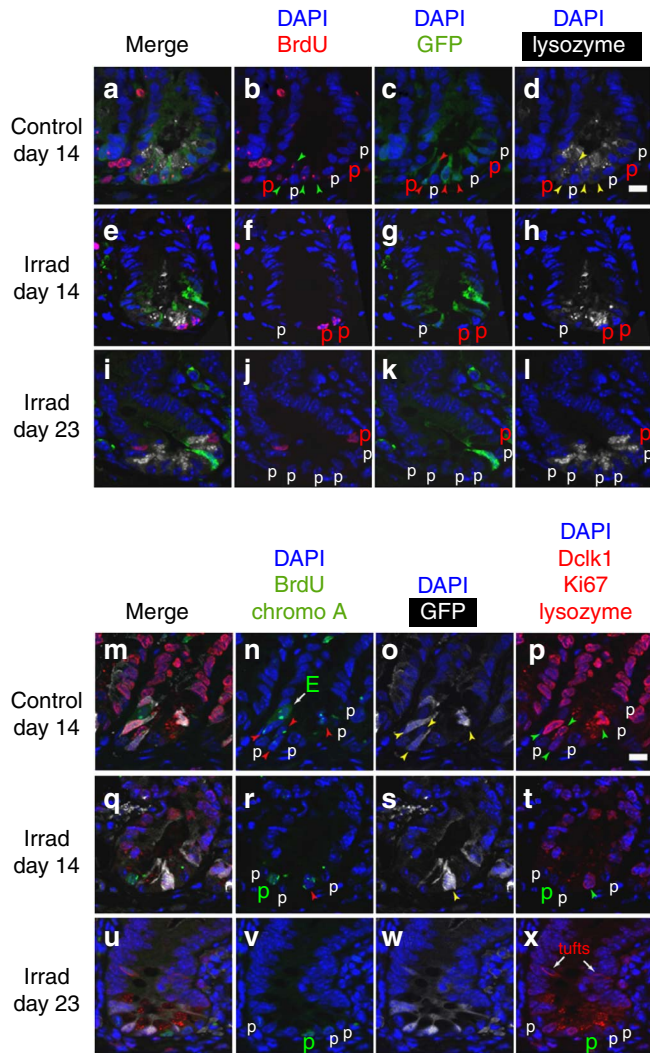 DAPI DAPI DAPI
Merge BrdU GFP lysozyme
Control day 14
a b c d
p p p p
p p p p
p p p p
Irrad day 14
e f g h
p p p
p p p
p p p
Irrad day 23
i j k l
p p p p p p
p p p p p p
p p p p p p
DAPI DAPI DAPI
BrdU GFP Dclk1
Merge chromo A Ki67
lysozyme
Control day 14
m n o p
E
p p p p
p p p p
p p p p
Irrad day 14
q r s t
p p p p
p p p p
p p p p
Irrad day 23
u v w x
tufts
p p p p
p p p p
p p p p